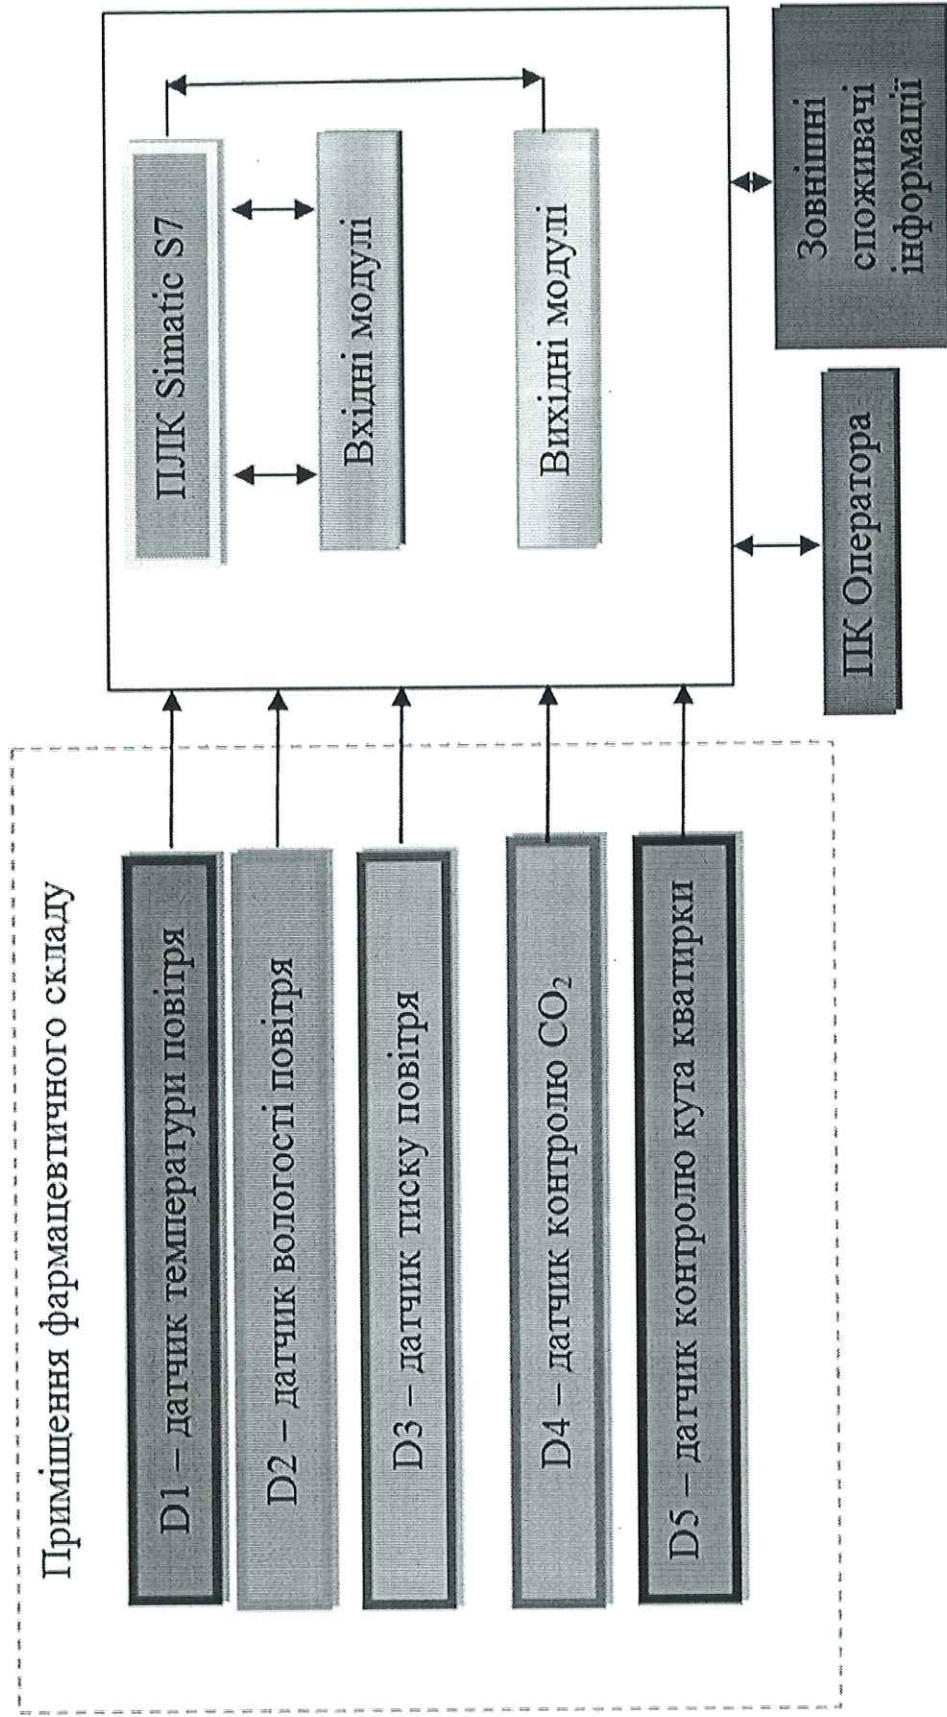 Приміщення фармацевтичного складу
D1 – датчик температури повітря
D2 – датчик вологості повітря
D3 – датчик тиску повітря
D4 – датчик контролю CO₂
D5 – датчик контролю кута кватирки
ПЛК Simatic S7
Вхідні модулі
Вихідні модулі
ПК Оператора
Зовнішні
споживачі
інформації